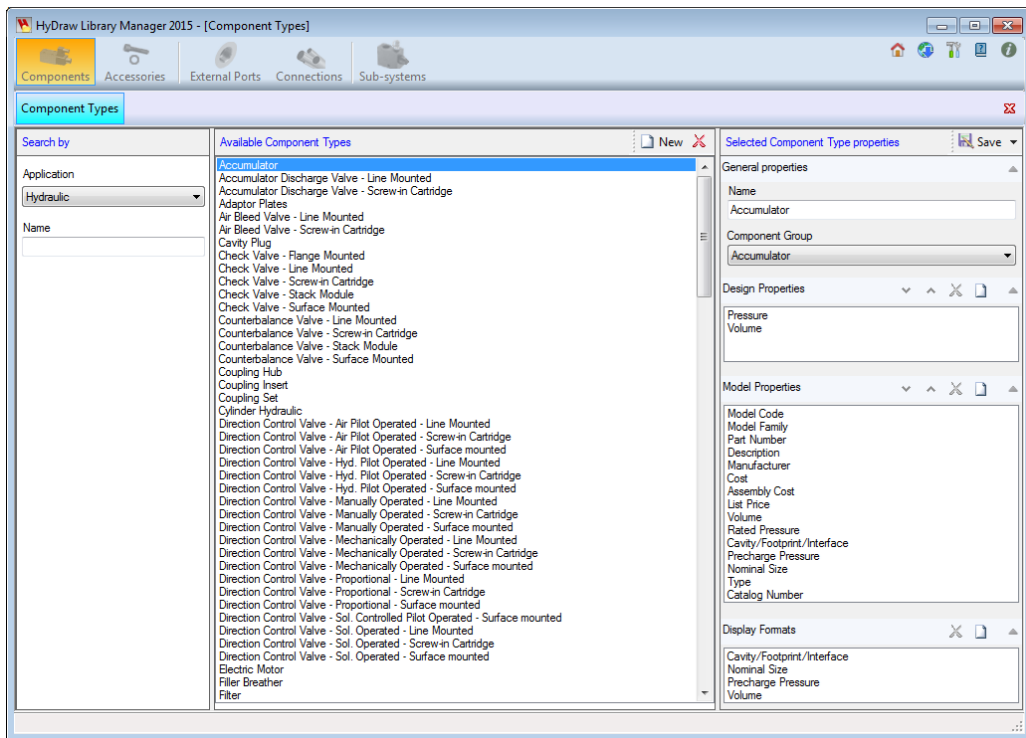 HyDraw Library Manager 2015 - [Component Types]
Components Accessories External Ports Connections Sub-systems
Component Types
Search by
Application
Hydraulic
Name
Available Component Types New
Accumulator
Accumulator Discharge Valve - Line Mounted
Accumulator Discharge Valve - Screw-in Cartridge
Adaptor Plates
Air Bleed Valve - Line Mounted
Air Bleed Valve - Screw-in Cartridge
Cavity Plug
Check Valve - Flange Mounted
Check Valve - Line Mounted
Check Valve - Screw-in Cartridge
Check Valve - Stack Module
Check Valve - Surface Mounted
Counterbalance Valve - Line Mounted
Counterbalance Valve - Screw-in Cartridge
Counterbalance Valve - Stack Module
Counterbalance Valve - Surface Mounted
Coupling Hub
Coupling Insert
Coupling Set
Cylinder Hydraulic
Direction Control Valve - Air Pilot Operated - Line Mounted
Direction Control Valve - Air Pilot Operated - Screw-in Cartridge
Direction Control Valve - Air Pilot Operated - Surface mounted
Direction Control Valve - Hyd. Pilot Operated - Line Mounted
Direction Control Valve - Hyd. Pilot Operated - Screw-in Cartridge
Direction Control Valve - Hyd. Pilot Operated - Surface mounted
Direction Control Valve - Manually Operated - Line Mounted
Direction Control Valve - Manually Operated - Screw-in Cartridge
Direction Control Valve - Manually Operated - Surface mounted
Direction Control Valve - Mechanically Operated - Line Mounted
Direction Control Valve - Mechanically Operated - Screw-in Cartridge
Direction Control Valve - Mechanically Operated - Surface mounted
Direction Control Valve - Proportional - Line Mounted
Direction Control Valve - Proportional - Screw-in Cartridge
Direction Control Valve - Proportional - Surface mounted
Direction Control Valve - Sol. Controlled Pilot Operated - Surface mounted
Direction Control Valve - Sol. Operated - Line Mounted
Direction Control Valve - Sol. Operated - Screw-in Cartridge
Direction Control Valve - Sol. Operated - Surface mounted
Electric Motor
Filler Breather
Filter
Selected Component Type properties Save
General properties
Name
Accumulator
Component Group
Accumulator
Design Properties
Pressure
Volume
Model Properties
Model Code
Model Family
Part Number
Description
Manufacturer
Cost
Assembly Cost
List Price
Volume
Rated Pressure
Cavity/Footprint/Interface
Precharge Pressure
Nominal Size
Type
Catalog Number
Display Formats
Cavity/Footprint/Interface
Nominal Size
Precharge Pressure
Volume